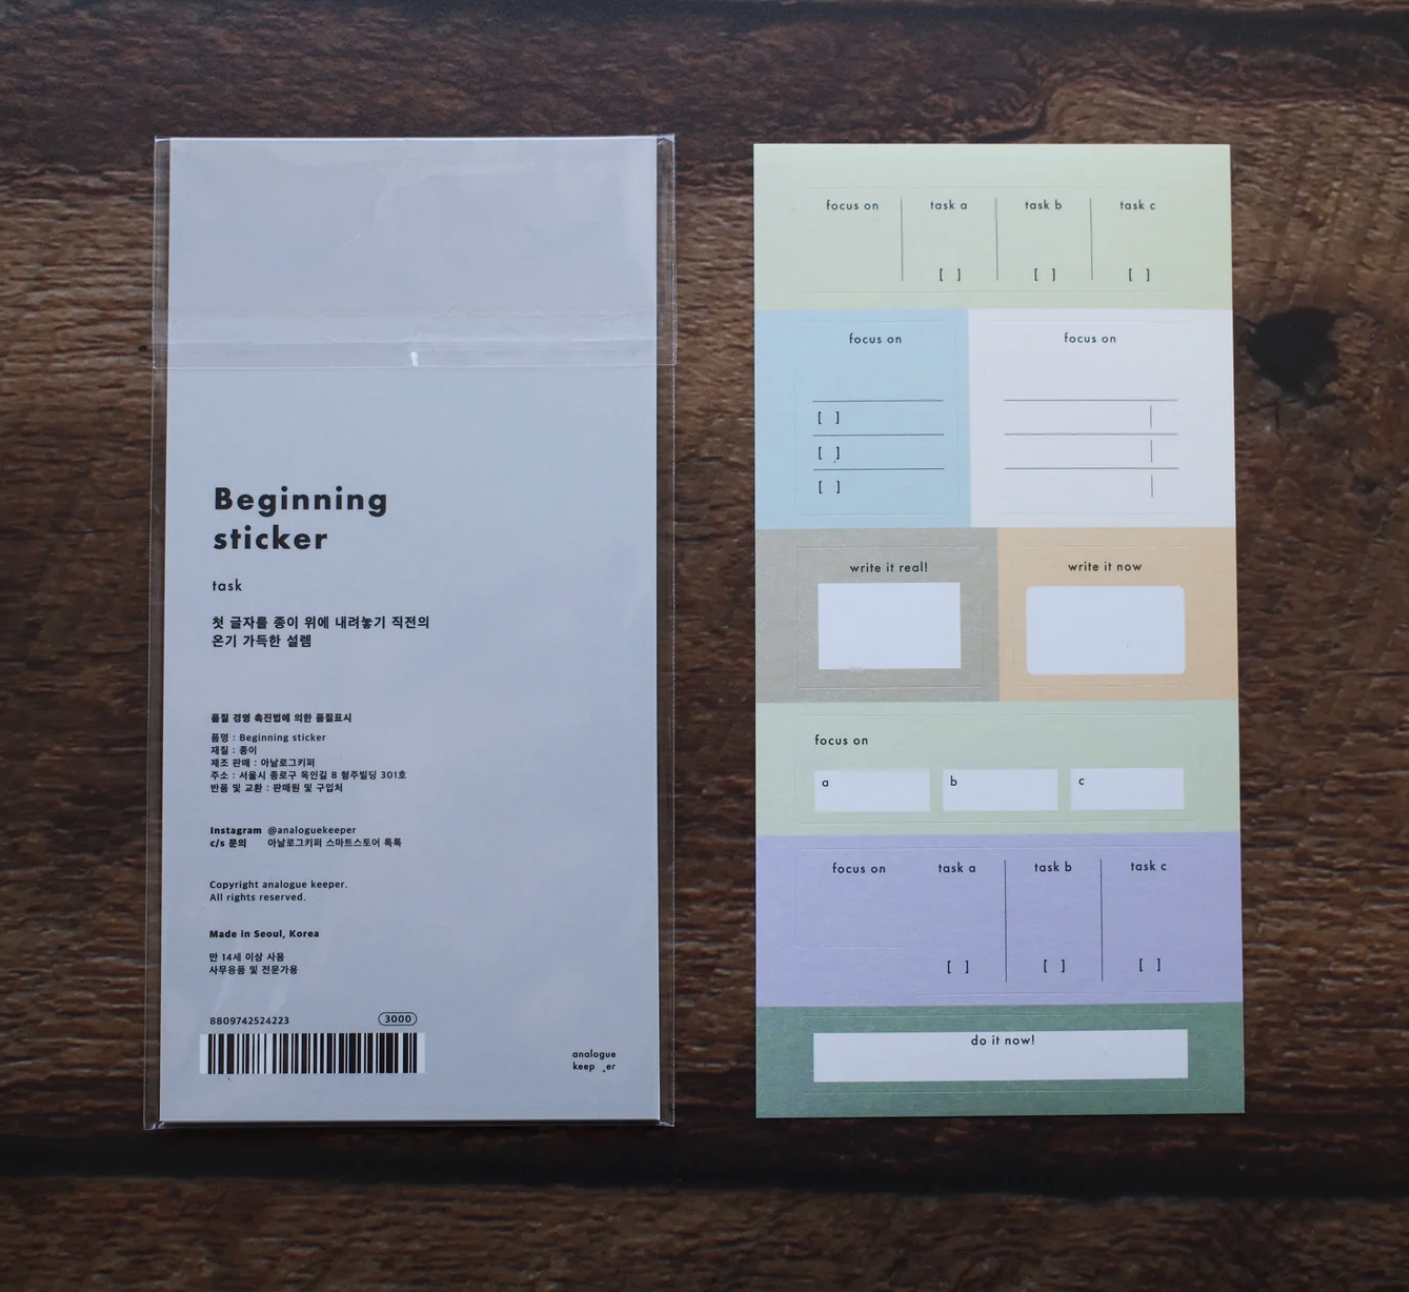 Beginning
sticker
task
첫 글자를 종이 위에 내려놓기 직전의
온기 가득한 설렘
품질 경영 촉진법에 의한 품질표시
품명 : Beginning sticker
재질 : 종이
제조 판매 : 아날로그키퍼
주소 : 서울시 종로구 옥인길 8 형주빌딩 301호
반품 및 교환 : 판매원 및 구입처
Instagram @analoguekeeper
c/s 문의 아날로그키퍼 스마트스토어 톡톡
Copyright analogue keeper.
All rights reserved.
Made in Seoul, Korea
만 14세 이상 사용
사무용품 및 전문가용
8809742524223 3000
analogue
keep .er
focus on task a task b task c
[ ] [ ] [ ]
focus on
[ ]
[ ]
[ ]
focus on
write it real!
write it now
focus on
a b c
focus on task a task b task c
[ ] [ ] [ ]
do it now!